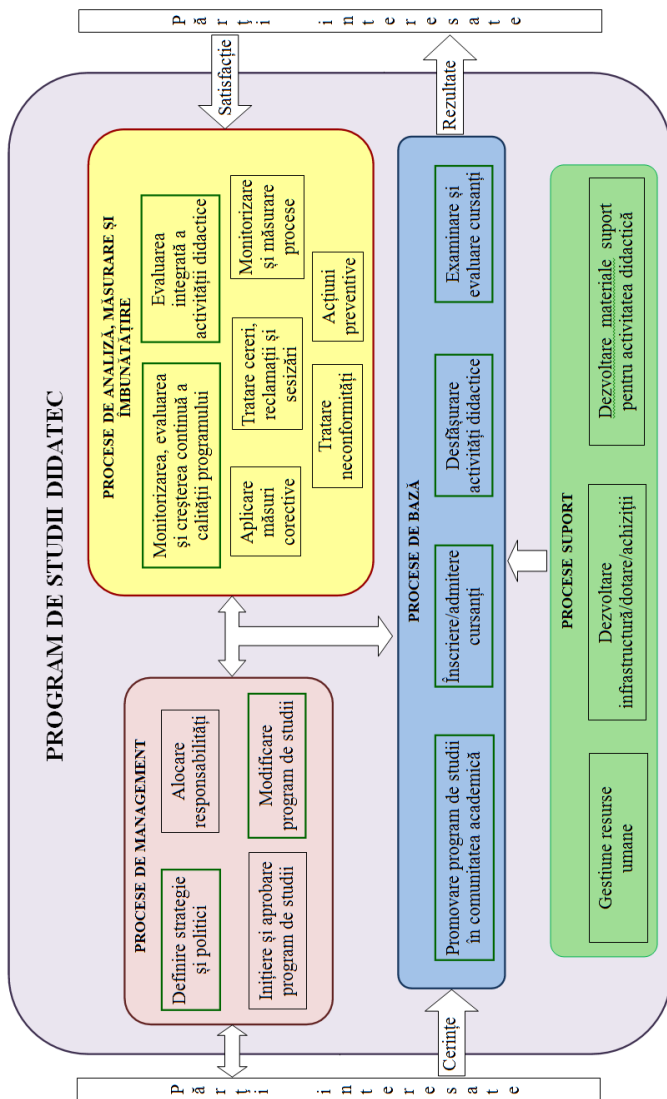 PROGRAM DE STUDII DIDATEC
P ă r ț i i n t e r e s a t e
PROCESE DE MANAGEMENT
Definire strategie
și politici
Alocare
responsabilități
Inițiere și aprobare
program de studii
Modificare
program de studii
PROCESE DE ANALIZĂ, MĂSURARE ȘI
ÎMBUNĂTĂȚIRE
Monitorizarea, evaluarea
și creșterea continuă a
calității programului
Evaluarea
integrată a
activității didactice
Aplicare
măsuri
corective
Tratare cereri,
reclamații și
sesizări
Monitorizare
și măsurare
procese
Tratare
neconformități
Acțiuni
preventive
Satisfacție
Cerințe
PROCESE DE BAZĂ
Promovare program de studii
în comunitatea academică
Înscriere/admitere
cursanți
Desfășurare
activități didactice
Examinare și
evaluare cursanți
Rezultate
PROCESE SUPORT
Gestiune resurse
umane
Dezvoltare
infrastructură/dotare/achiziții
Dezvoltare materiale suport
pentru activitatea didactică
P ă r ț i i n t e r e s a t e